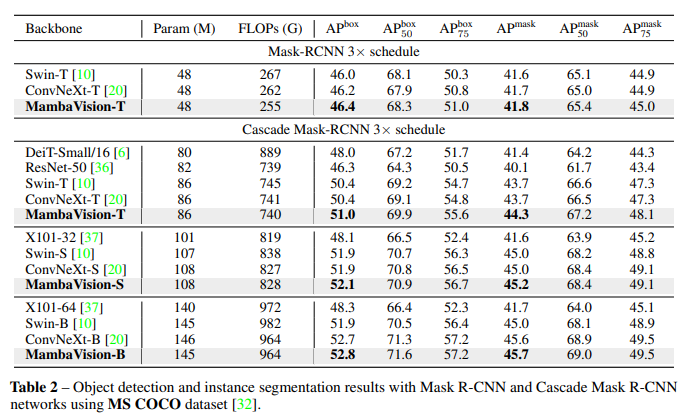 Backbone Param (M) FLOPs (G) AP^box AP^box_50 AP^box_75 AP^mask AP^mask_50 AP^mask_75
Mask-RCNN 3× schedule
Swin-T [10] 48 267 46.0 68.1 50.3 41.6 65.1 44.9
ConvNeXt-T [20] 48 262 46.2 67.9 50.8 41.7 65.0 44.9
MambaVision-T 48 255 46.4 68.3 51.0 41.8 65.4 45.0
Cascade Mask-RCNN 3× schedule
DeiT-Small/16 [6] 80 889 48.0 67.2 51.7 41.4 64.2 44.3
ResNet-50 [36] 82 739 46.3 64.3 50.5 40.1 61.7 43.4
Swin-T [10] 86 745 50.4 69.2 54.7 43.7 66.6 47.3
ConvNeXt-T [20] 86 741 50.4 69.1 54.8 43.7 66.5 47.3
MambaVision-T 86 740 51.0 69.9 55.6 44.3 67.2 48.1
X101-32 [37] 101 819 48.1 66.5 52.4 41.6 63.9 45.2
Swin-S [10] 107 838 51.9 70.7 56.3 45.0 68.2 48.8
ConvNeXt-S [20] 108 827 51.9 70.8 56.5 45.0 68.4 49.1
MambaVision-S 108 828 52.1 70.9 56.7 45.2 68.4 49.1
X101-64 [37] 140 972 48.3 66.4 52.3 41.7 64.0 45.1
Swin-B [10] 145 982 51.9 70.5 56.4 45.0 68.1 48.9
ConvNeXt-B [20] 146 964 52.7 71.3 57.2 45.6 68.9 49.5
MambaVision-B 145 964 52.8 71.6 57.2 45.7 69.0 49.5
Table 2 – Object detection and instance segmentation results with Mask R-CNN and Cascade Mask R-CNN
networks using MS COCO dataset [32].